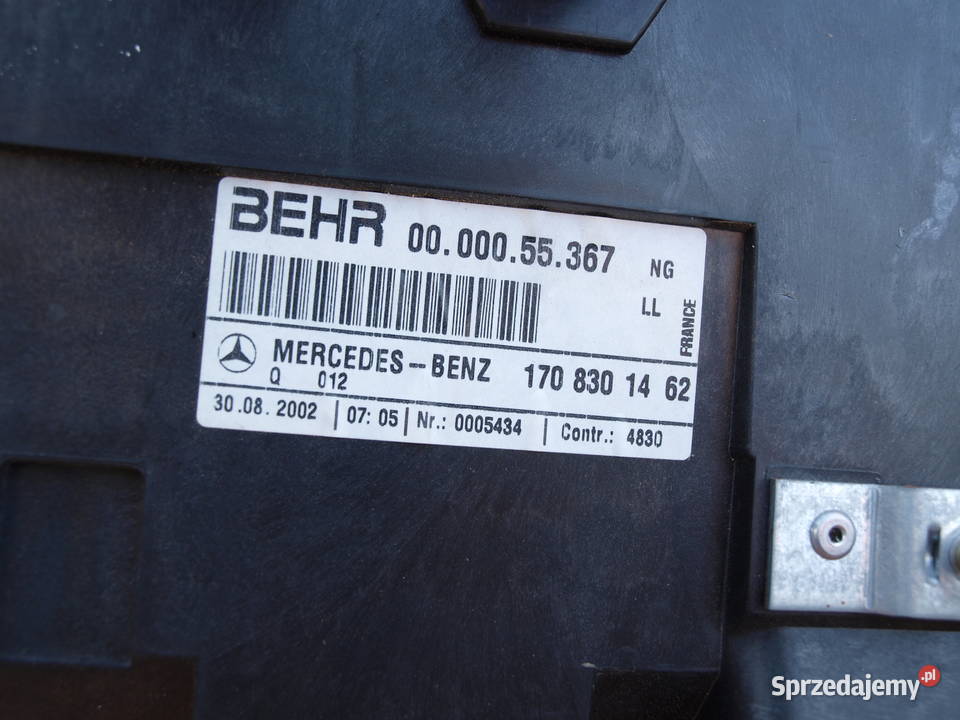 BEHR 00.000.55.367 NG
LL
FRANCE
MERCEDES-BENZ 170 830 14 62
Q 012
30.08.2002 | 07:05 | Nr.: 0005434 | Contr.: 4830
Sprzedajemy.pl